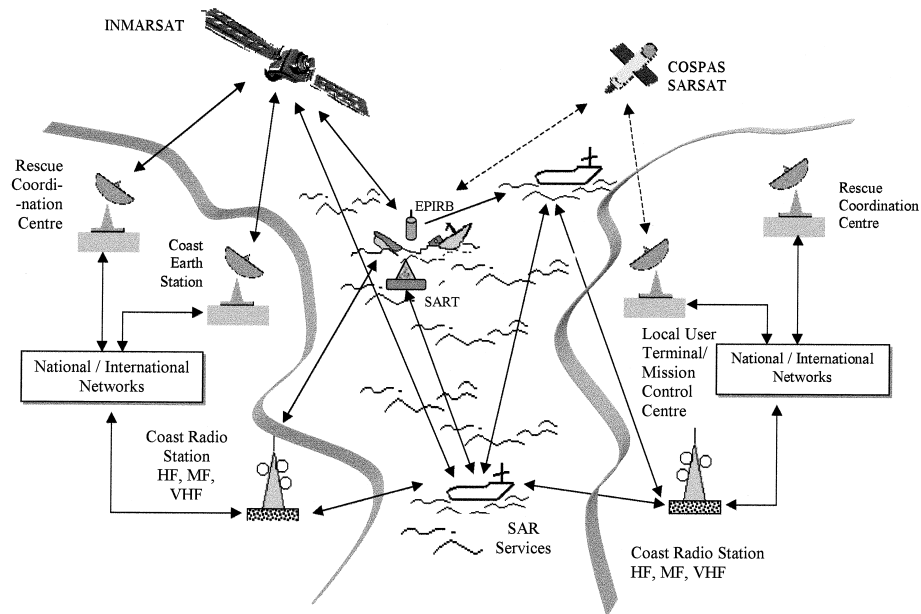 INMARSAT
COSPAS
SARSAT
Rescue
Coordi-
-nation
Centre
EPIRB
Rescue
Coordination
Centre
Coast
Earth
Station
SART
Local User
Terminal/
Mission
Control
Centre
National / International
Networks
National / International
Networks
Coast Radio
Station
HF, MF,
VHF
SAR
Services
Coast Radio Station
HF, MF, VHF